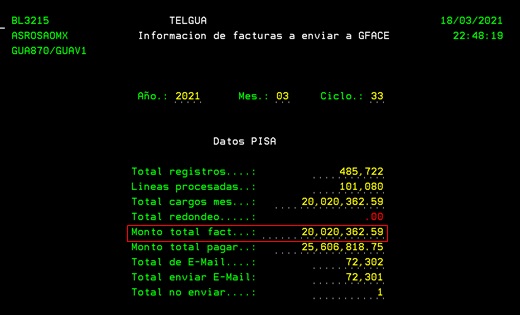 BL3215 TELGUA 18/03/2021
ASROSAOMX Informacion de facturas a enviar a GFACE 22:48:19
GUA870/GUAV1
Año.: 2021 Mes.: 03 Ciclo.: 33
Datos PISA
Total registros....: 485,722
Lineas procesadas..: 101,080
Total cargos mes...: 20,020,362.59
Total redondeo.....: .00
Monto total fact...: 20,020,362.59
Monto total pagar..: 25,606,818.75
Total de E-Mail....: 72,302
Total enviar E-Mail: 72,301
Total no enviar....: 1